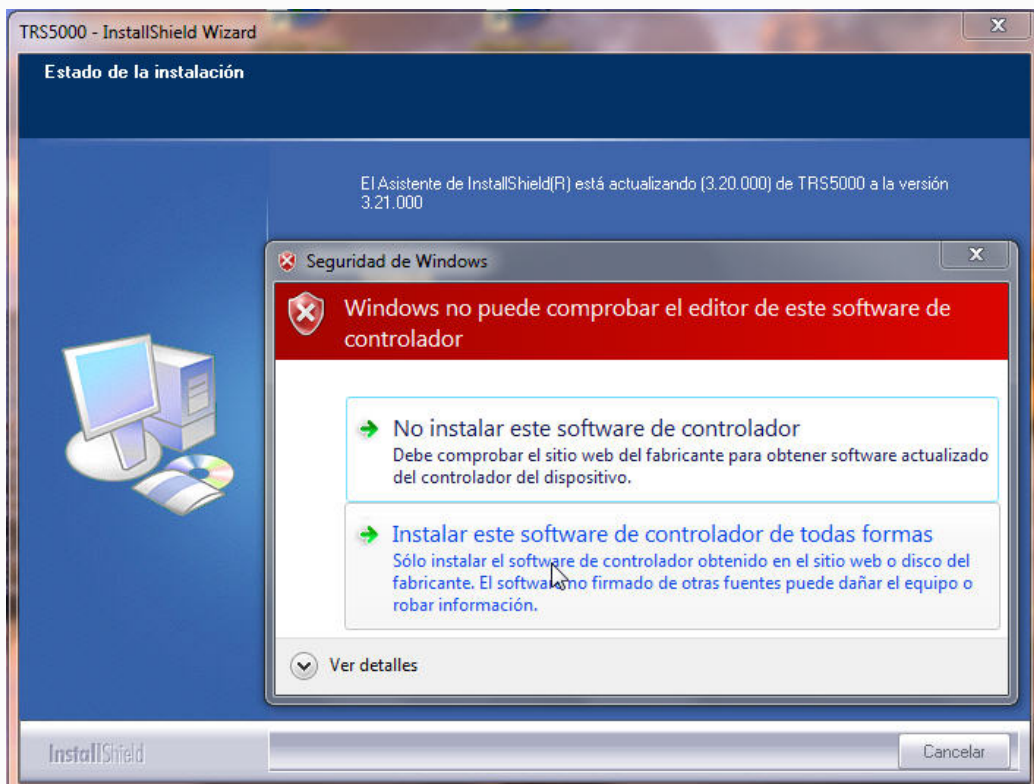 TRS5000 - InstallShield Wizard
Estado de la instalación
El Asistente de InstallShield(R) está actualizando (3.20.000) de TRS5000 a la versión
3.21.000
Seguridad de Windows
Windows no puede comprobar el editor de este software de
controlador
No instalar este software de controlador
Debe comprobar el sitio web del fabricante para obtener software actualizado
del controlador del dispositivo.
Instalar este software de controlador de todas formas
Sólo instalar el software de controlador obtenido en el sitio web o disco del
fabricante. El software no firmado de otras fuentes puede dañar el equipo o
robar información.
Ver detalles
InstallShield
Cancelar